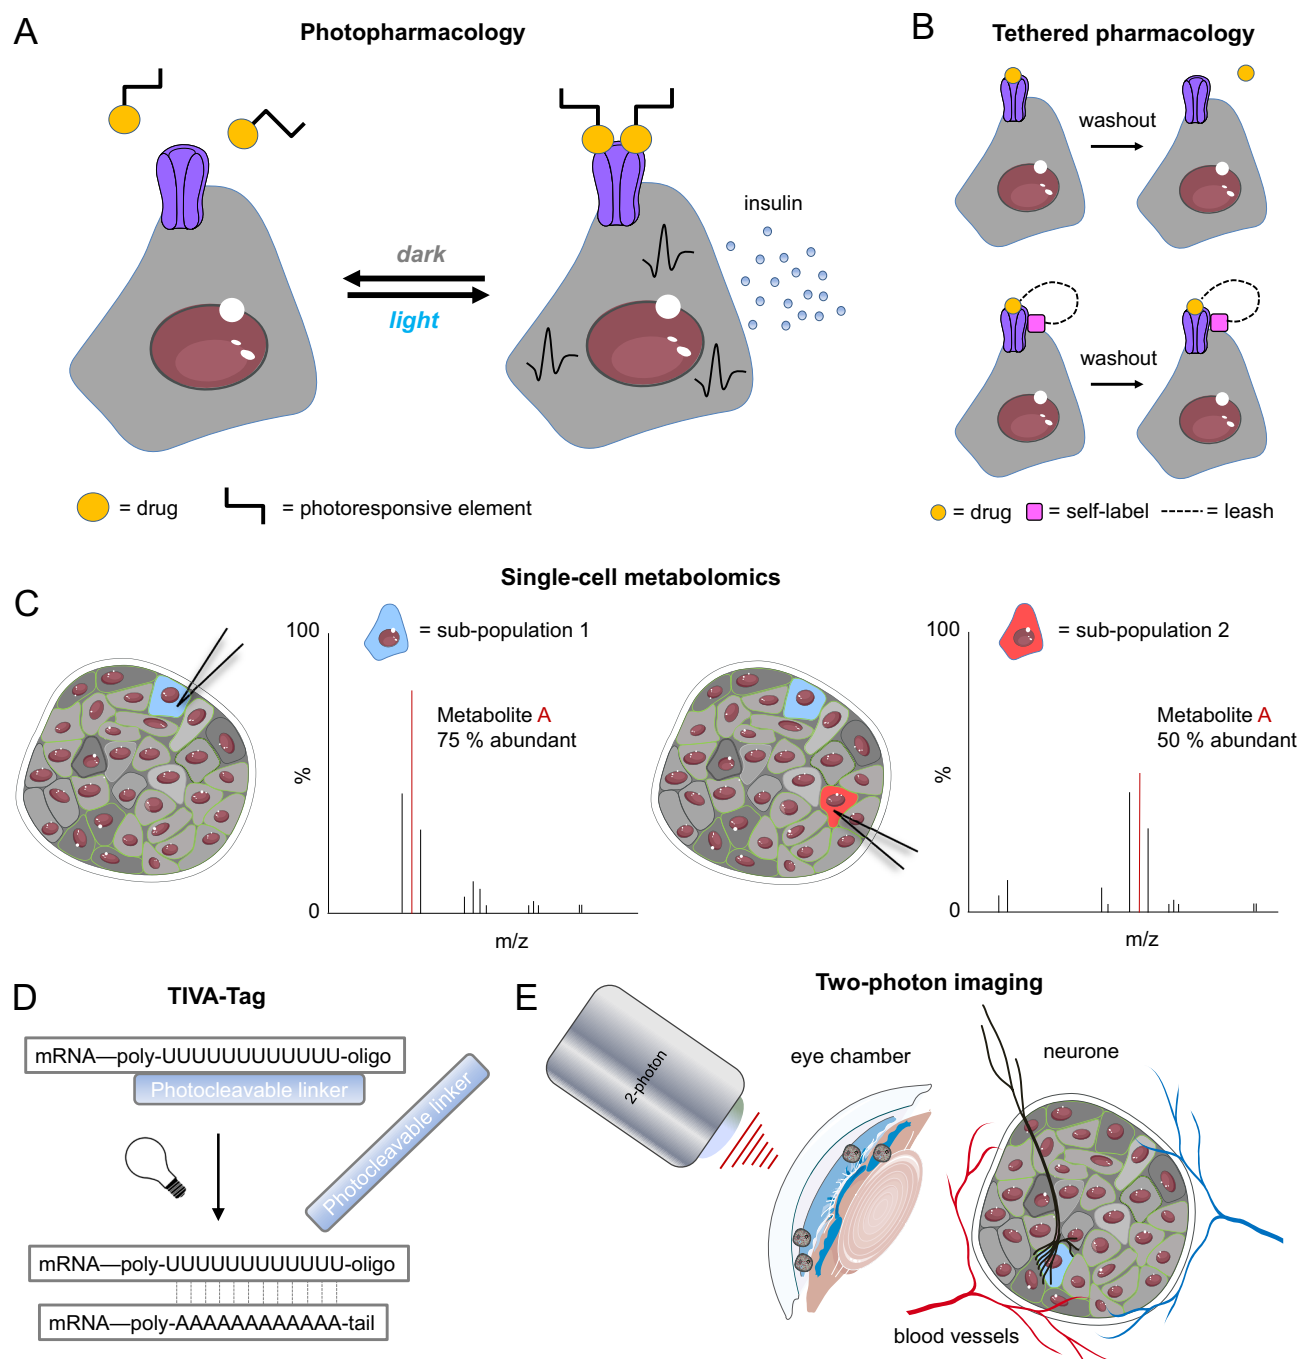 A
Photopharmacology
dark
light
insulin
= drug
= photoresponsive element
B
Tethered pharmacology
washout
washout
= drug
= self-label
= leash
Single-cell metabolomics
C
100
%
0
m/z
= sub-population 1
Metabolite A
75 % abundant
100
%
0
m/z
= sub-population 2
Metabolite A
50 % abundant
D
TIVA-Tag
mRNA—poly-UUUUUUUUUUUU-oligo
Photocleavable linker
Photocleavable linker
mRNA—poly-UUUUUUUUUUUU-oligo
mRNA—poly-AAAAAAAAAAAA-tail
E
Two-photon imaging
2-photon
eye chamber
neurone
blood vessels